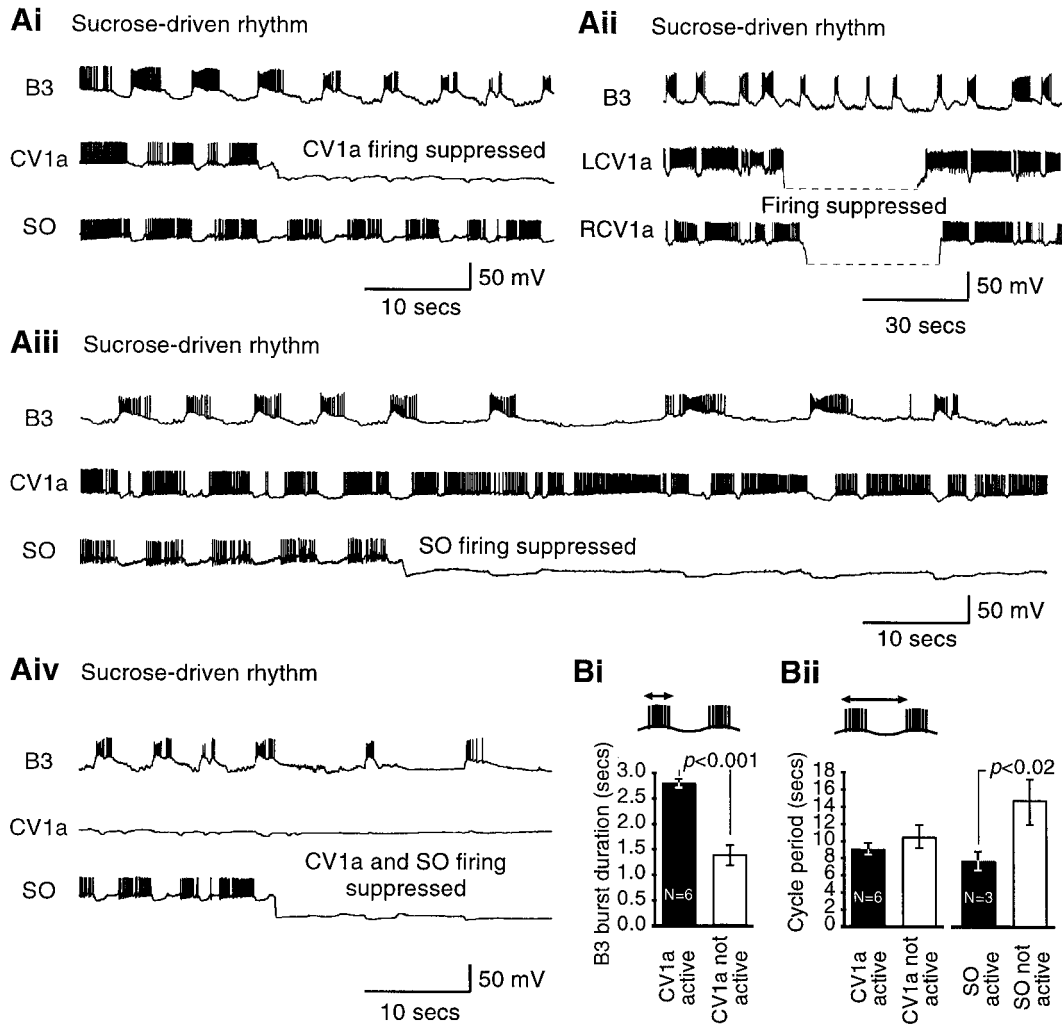 Ai Sucrose-driven rhythm
B3
CV1a
CV1a firing suppressed
SO
50 mV
10 secs
Aii Sucrose-driven rhythm
B3
LCV1a
Firing suppressed
RCV1a
50 mV
30 secs
Aiii Sucrose-driven rhythm
B3
CV1a
SO
SO firing suppressed
50 mV
10 secs
Aiv Sucrose-driven rhythm
B3
CV1a
CV1a and SO firing
suppressed
SO
50 mV
10 secs
Bi
p<0.001
B3 burst duration (secs)
3.0
2.5
2.0
1.5
1.0
0.5
0.0
N=6
CV1a
active
CV1a not
active
Bii
p<0.02
Cycle period (secs)
18
16
14
12
10
8
6
4
2
0
N=6
N=3
CV1a
active
CV1a not
active
SO
active
SO not
active